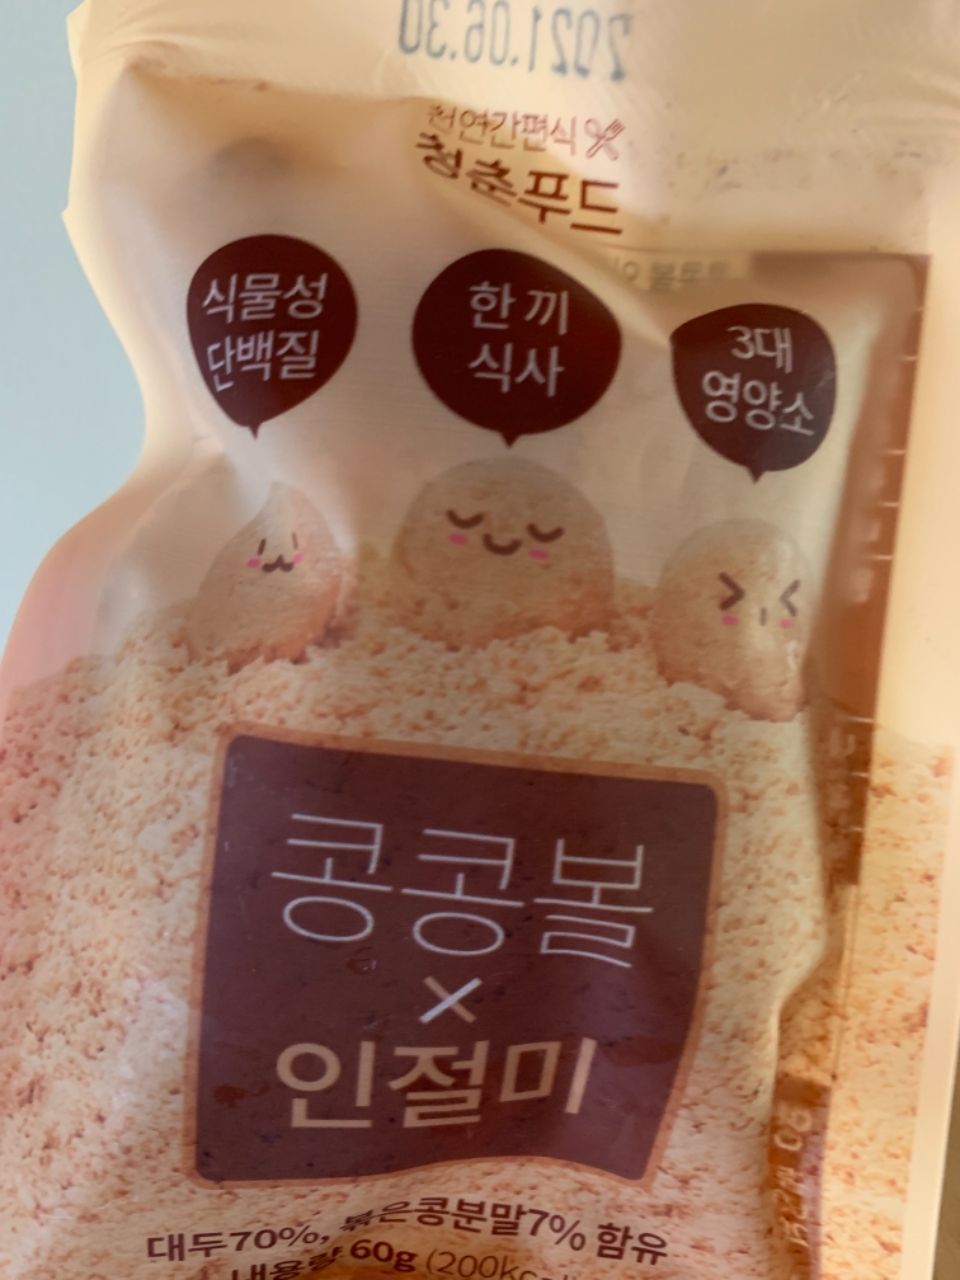 2021.06.30
천연간편식
청춘푸드
식물성
단백질
한 끼
식사
3대
영양소
콩콩볼
×
인절미
대두70%, 볶은콩분말7% 함유
내용량 60g (200kcal